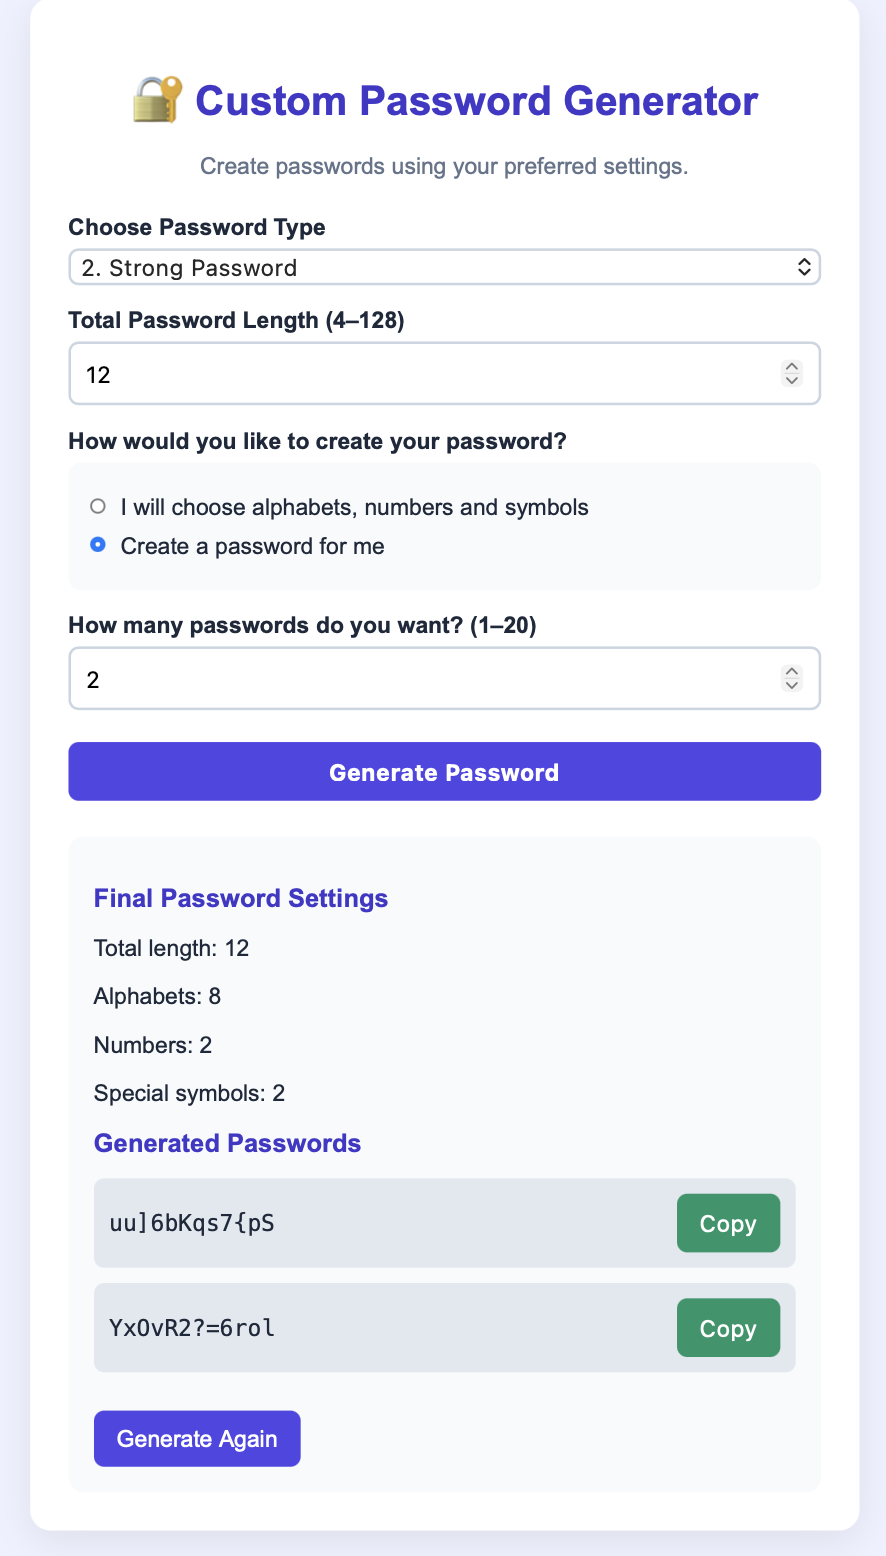 🔐 Custom Password Generator
Create passwords using your preferred settings.
Choose Password Type
2. Strong Password
Total Password Length (4–128)
12
How would you like to create your password?
I will choose alphabets, numbers and symbols
Create a password for me
How many passwords do you want? (1–20)
2
Generate Password
Final Password Settings
Total length: 12
Alphabets: 8
Numbers: 2
Special symbols: 2
Generated Passwords
uu]6bKqs7{pS
Copy
YxOvR2?=6rol
Copy
Generate Again